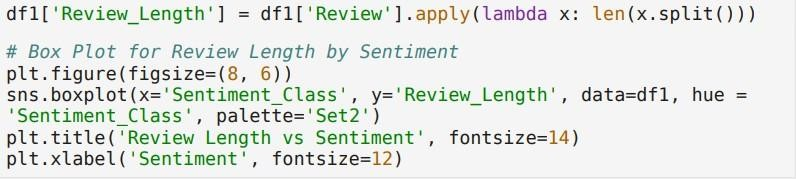 df1['Review_Length'] = df1['Review'].apply(lambda x: len(x.split()))
# Box Plot for Review Length by Sentiment
plt.figure(figsize=(8, 6))
sns.boxplot(x='Sentiment_Class', y='Review_Length', data=df1, hue =
'Sentiment_Class', palette='Set2')
plt.title('Review Length vs Sentiment', fontsize=14)
plt.xlabel('Sentiment', fontsize=12)